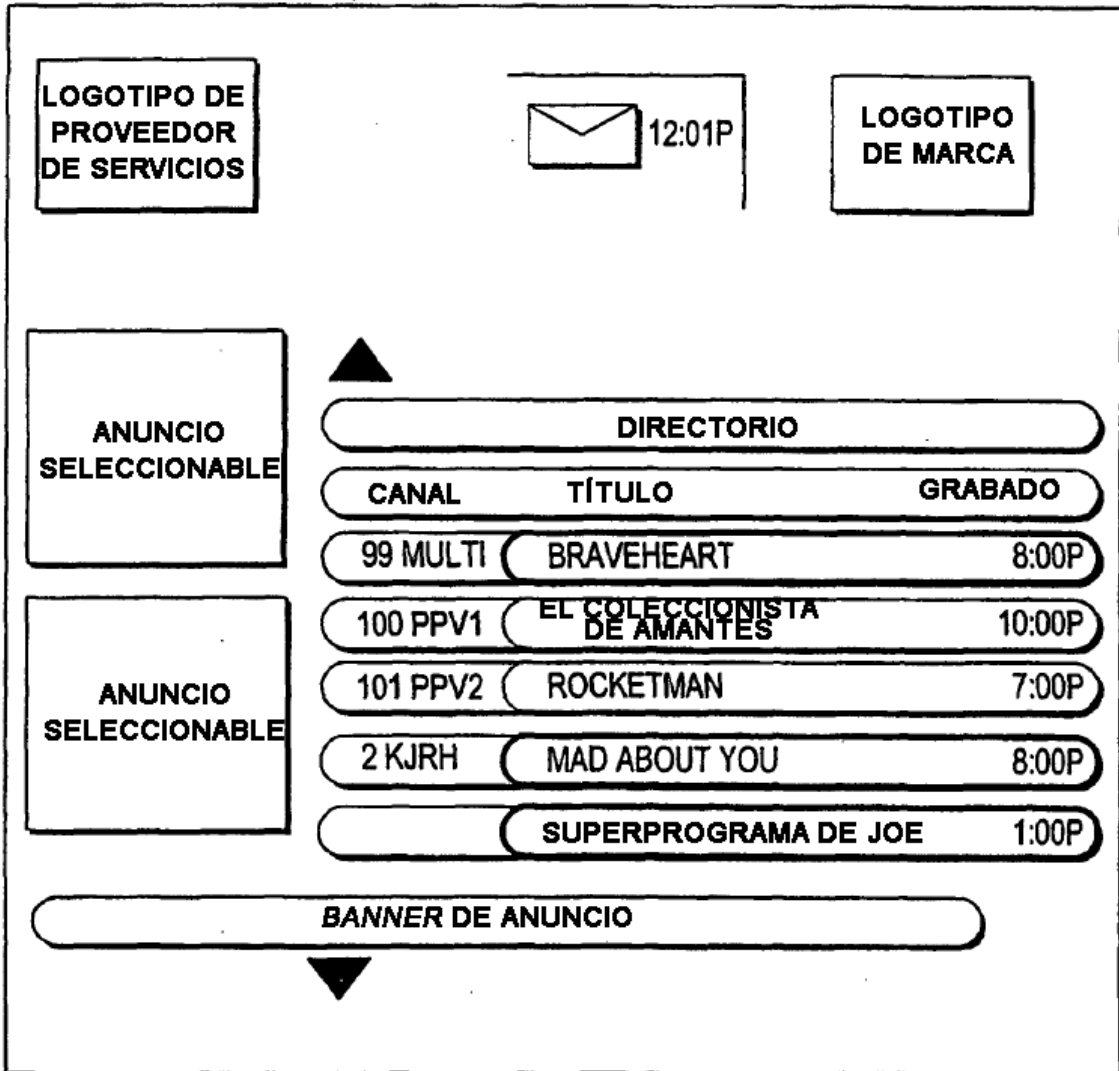 LOGOTIPO DE
PROVEEDOR
DE SERVICIOS
12:01P
LOGOTIPO
DE MARCA
ANUNCIO
SELECCIONABLE
DIRECTORIO
CANAL TÍTULO GRABADO
99 MULTI BRAVEHEART 8:00P
100 PPV1 EL COLECCIONISTA
DE AMANTES 10:00P
101 PPV2 ROCKETMAN 7:00P
2 KJRH MAD ABOUT YOU 8:00P
SUPERPROGRAMA DE JOE 1:00P
ANUNCIO
SELECCIONABLE
BANNER DE ANUNCIO